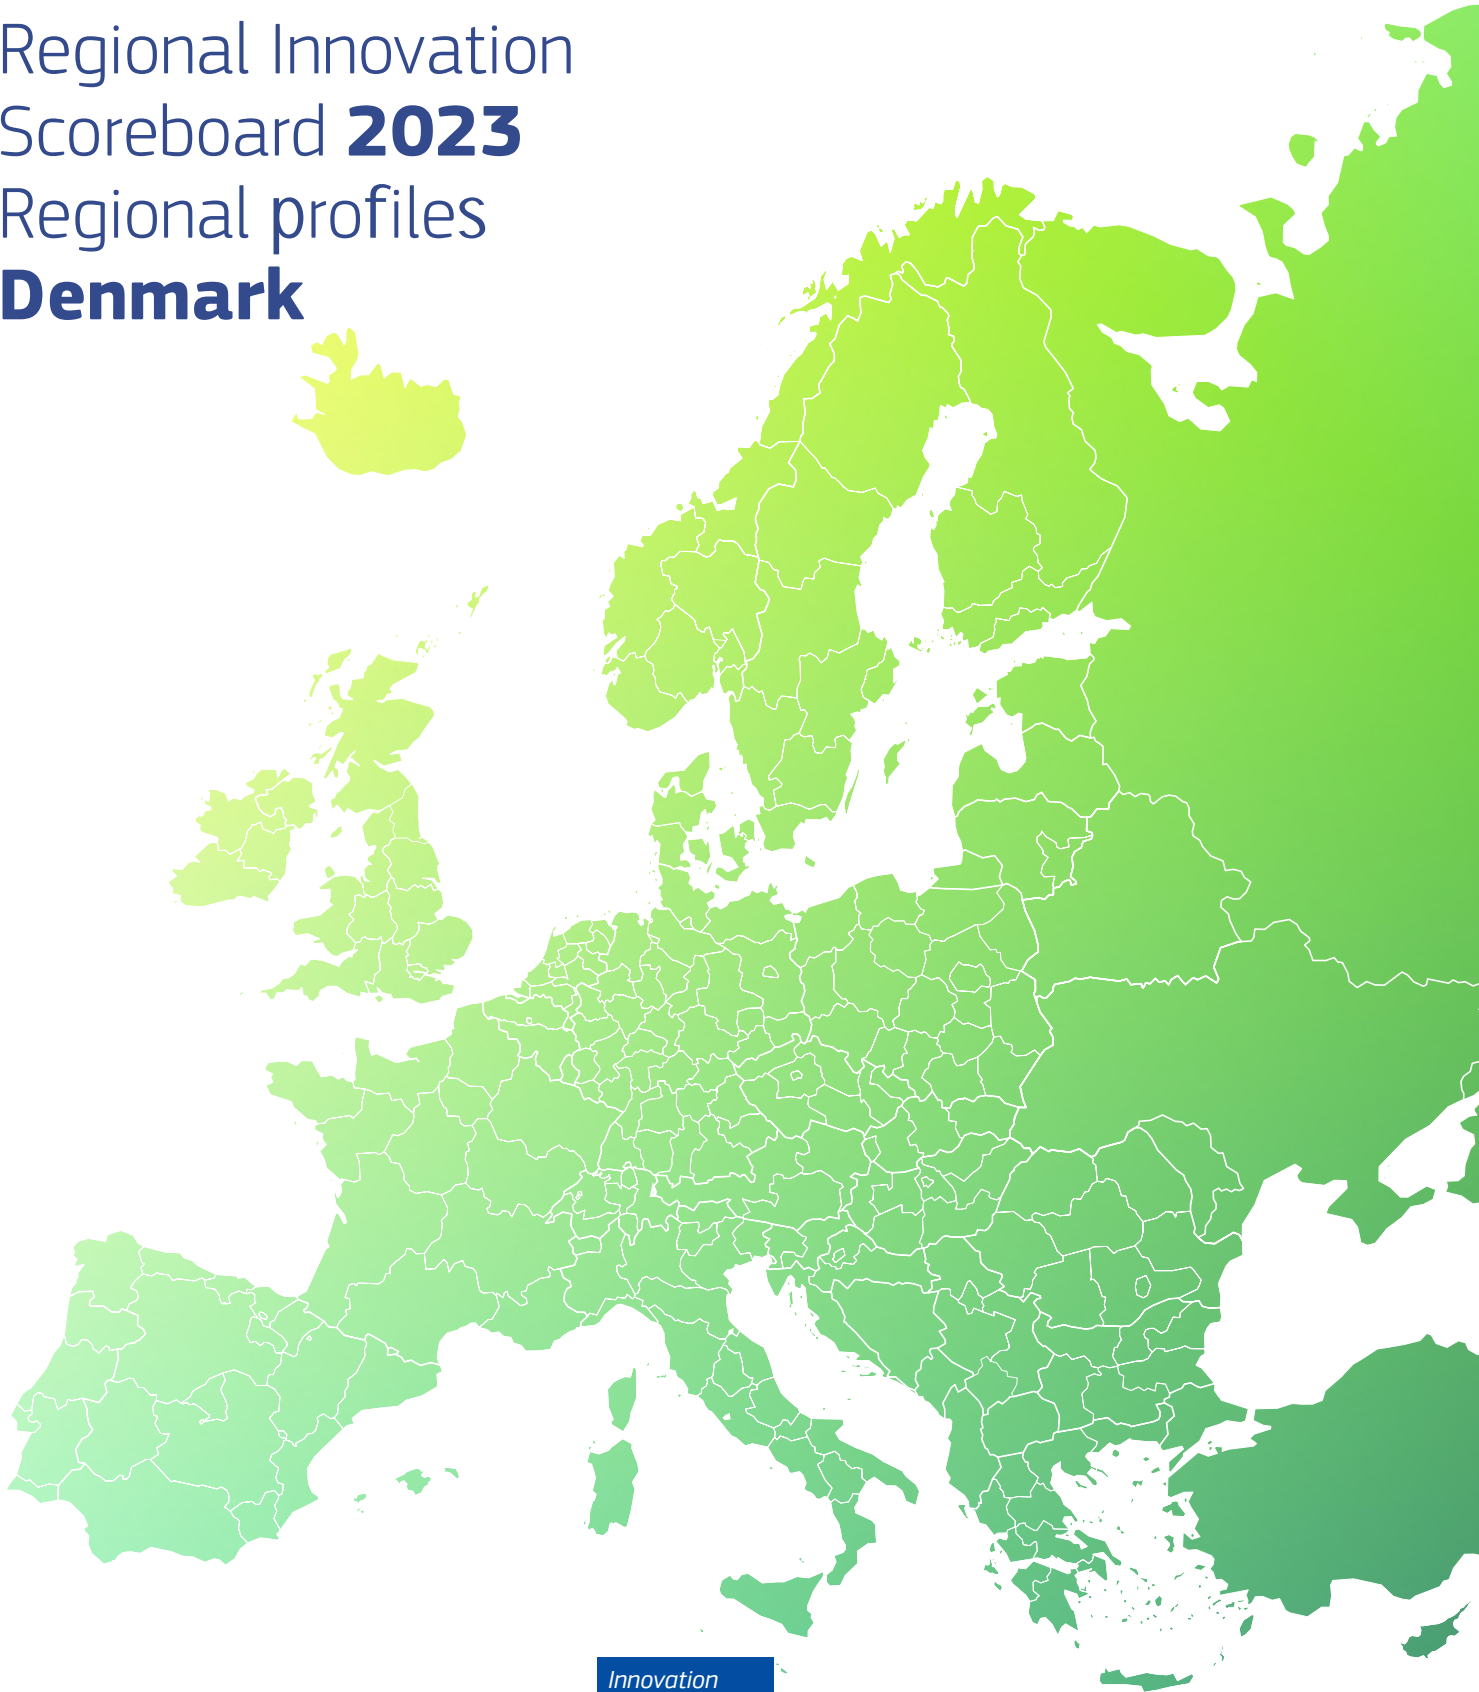 Regional Innovation
Scoreboard 2023
Regional profiles
Denmark
Innovation